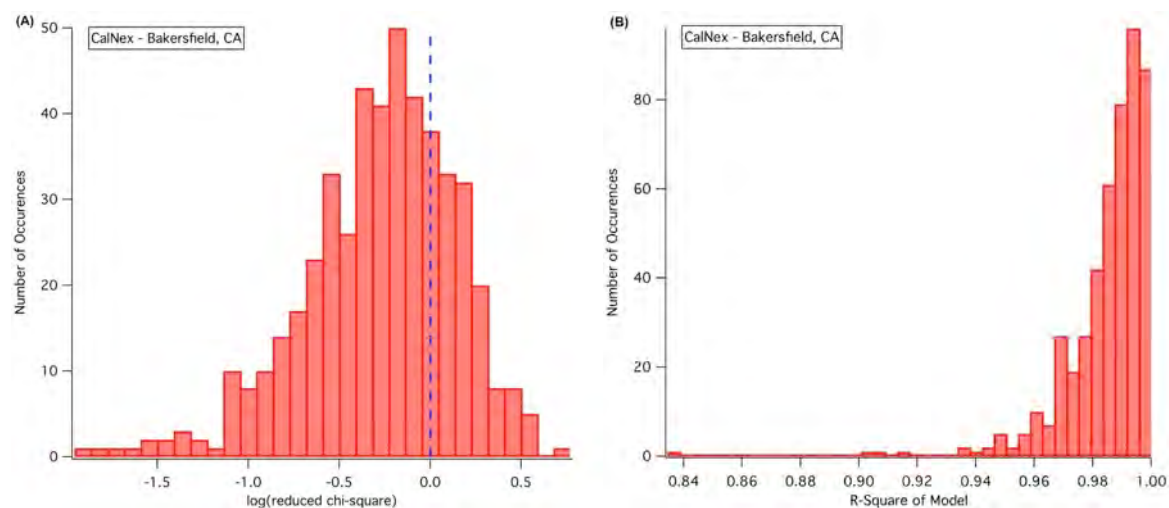 (A)
CalNex - Bakersfield, CA
50
40
30
20
10
0
Number of Occurences
-1.5 -1.0 -0.5 0.0 0.5
log(reduced chi-square)
(B)
CalNex - Bakersfield, CA
80
60
40
20
0
Number of Occurences
0.84 0.86 0.88 0.90 0.92 0.94 0.96 0.98 1.00
R-Square of Model